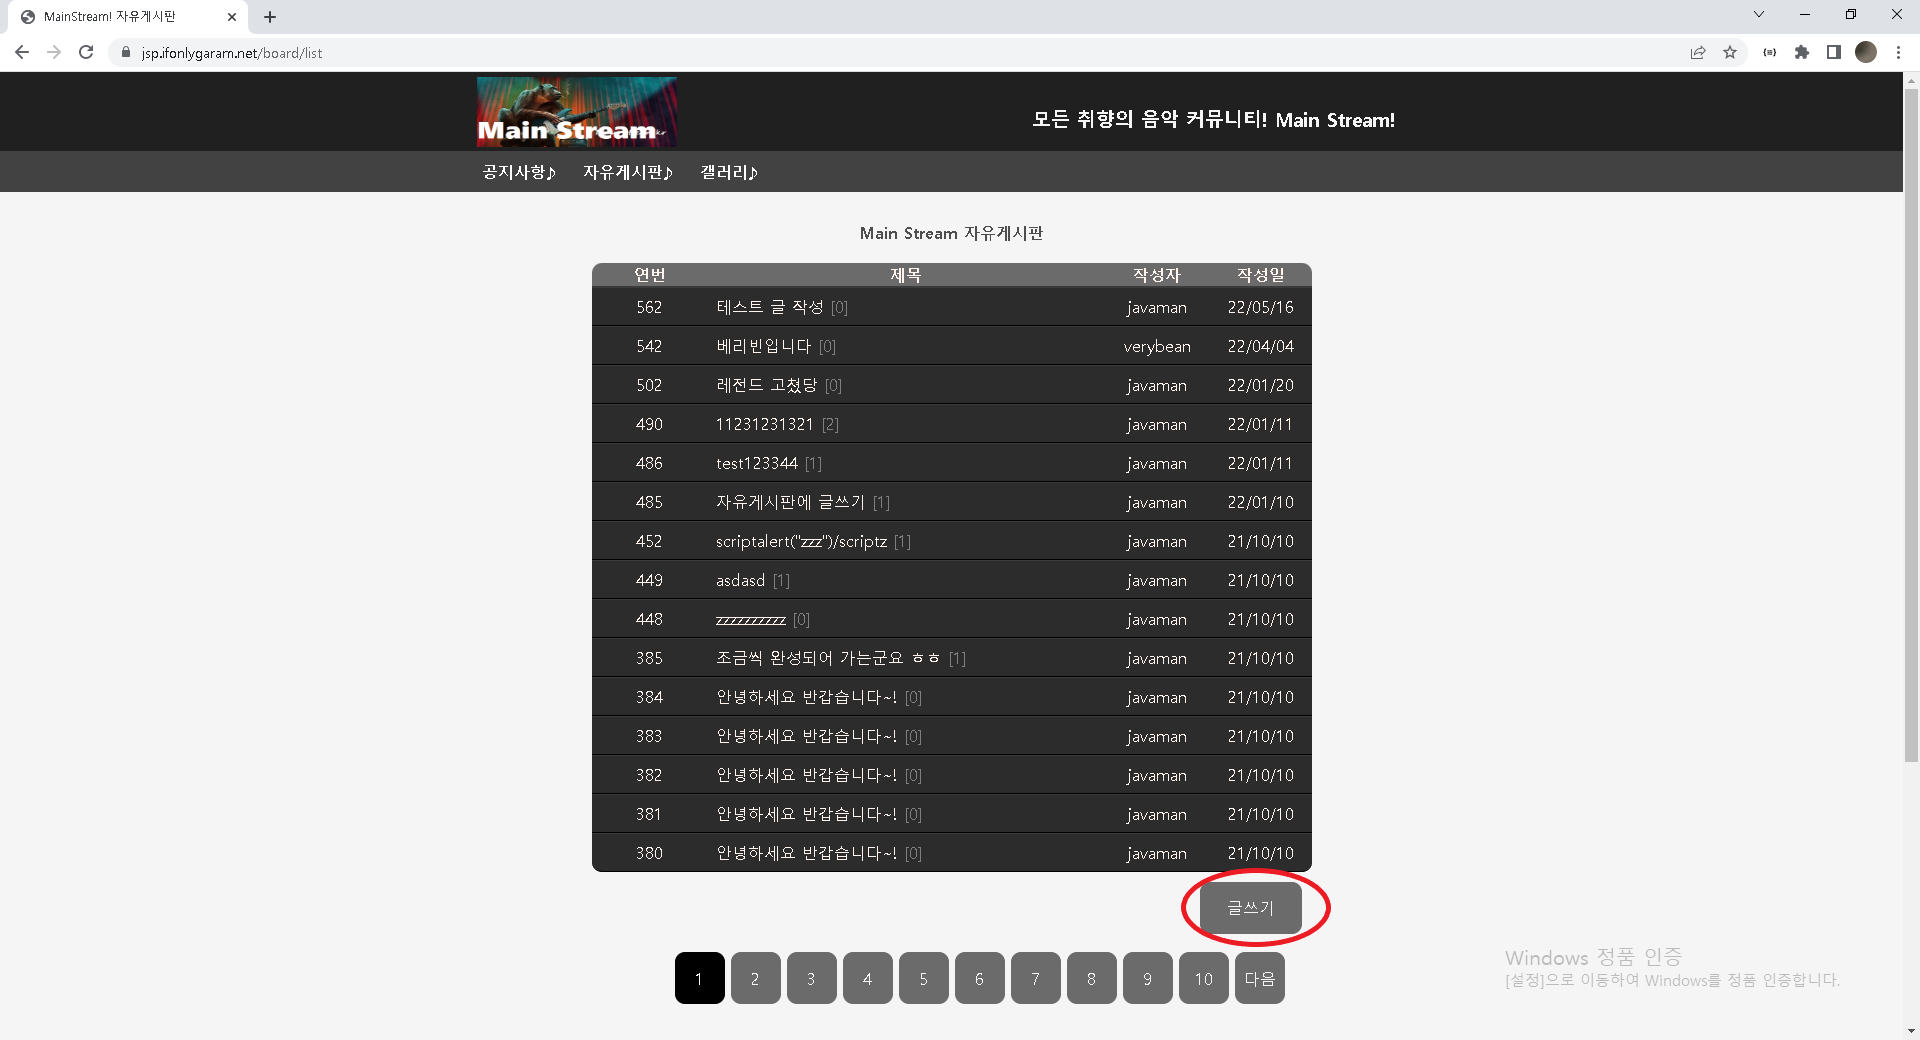 MainStream! 자유게시판
jsp.ifonlygaram.net/board/list
Main Stream
모든 취향의 음악 커뮤니티! Main Stream!
공지사항♪ 자유게시판♪ 갤러리♪
Main Stream 자유게시판
연번 제목 작성자 작성일
562 테스트 글 작성 [0] javaman 22/05/16
542 베리빈입니다 [0] verybean 22/04/04
502 레전드 고쳤당 [0] javaman 22/01/20
490 11231231321 [2] javaman 22/01/11
486 test123344 [1] javaman 22/01/11
485 자유게시판에 글쓰기 [1] javaman 22/01/10
452 scriptalert("zzz")/scriptz [1] javaman 21/10/10
449 asdasd [1] javaman 21/10/10
448 zzzzzzzzzz [0] javaman 21/10/10
385 조금씩 완성되어 가는군요 ㅎㅎ [1] javaman 21/10/10
384 안녕하세요 반갑습니다~! [0] javaman 21/10/10
383 안녕하세요 반갑습니다~! [0] javaman 21/10/10
382 안녕하세요 반갑습니다~! [0] javaman 21/10/10
381 안녕하세요 반갑습니다~! [0] javaman 21/10/10
380 안녕하세요 반갑습니다~! [0] javaman 21/10/10
글쓰기
1 2 3 4 5 6 7 8 9 10 다음
Windows 정품 인증
[설정]으로 이동하여 Windows를 정품 인증합니다.